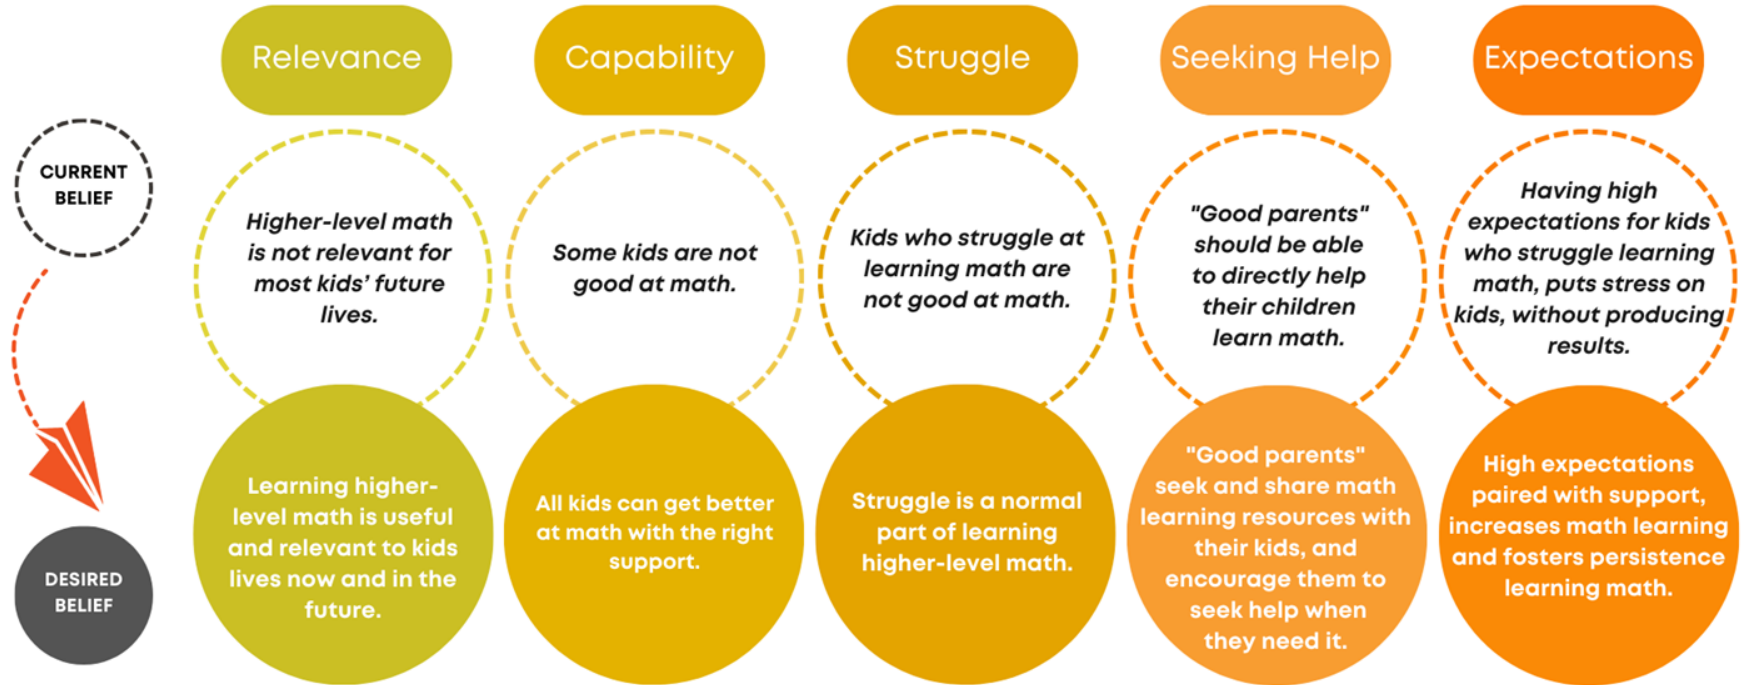 Relevance
Capability
Struggle
Seeking Help
Expectations
CURRENT
BELIEF
Higher-level math
is not relevant for
most kids’ future
lives.
Some kids are not
good at math.
Kids who struggle at
learning math are
not good at math.
"Good parents"
should be able
to directly help
their children
learn math.
Having high
expectations for kids
who struggle learning
math, puts stress on
kids, without producing
results.
DESIRED
BELIEF
Learning higher-
level math is useful
and relevant to kids
lives now and in the
future.
All kids can get better
at math with the right
support.
Struggle is a normal
part of learning
higher-level math.
"Good parents"
seek and share math
learning resources with
their kids, and
encourage them to
seek help when
they need it.
High expectations
paired with support,
increases math learning
and fosters persistence
learning math.